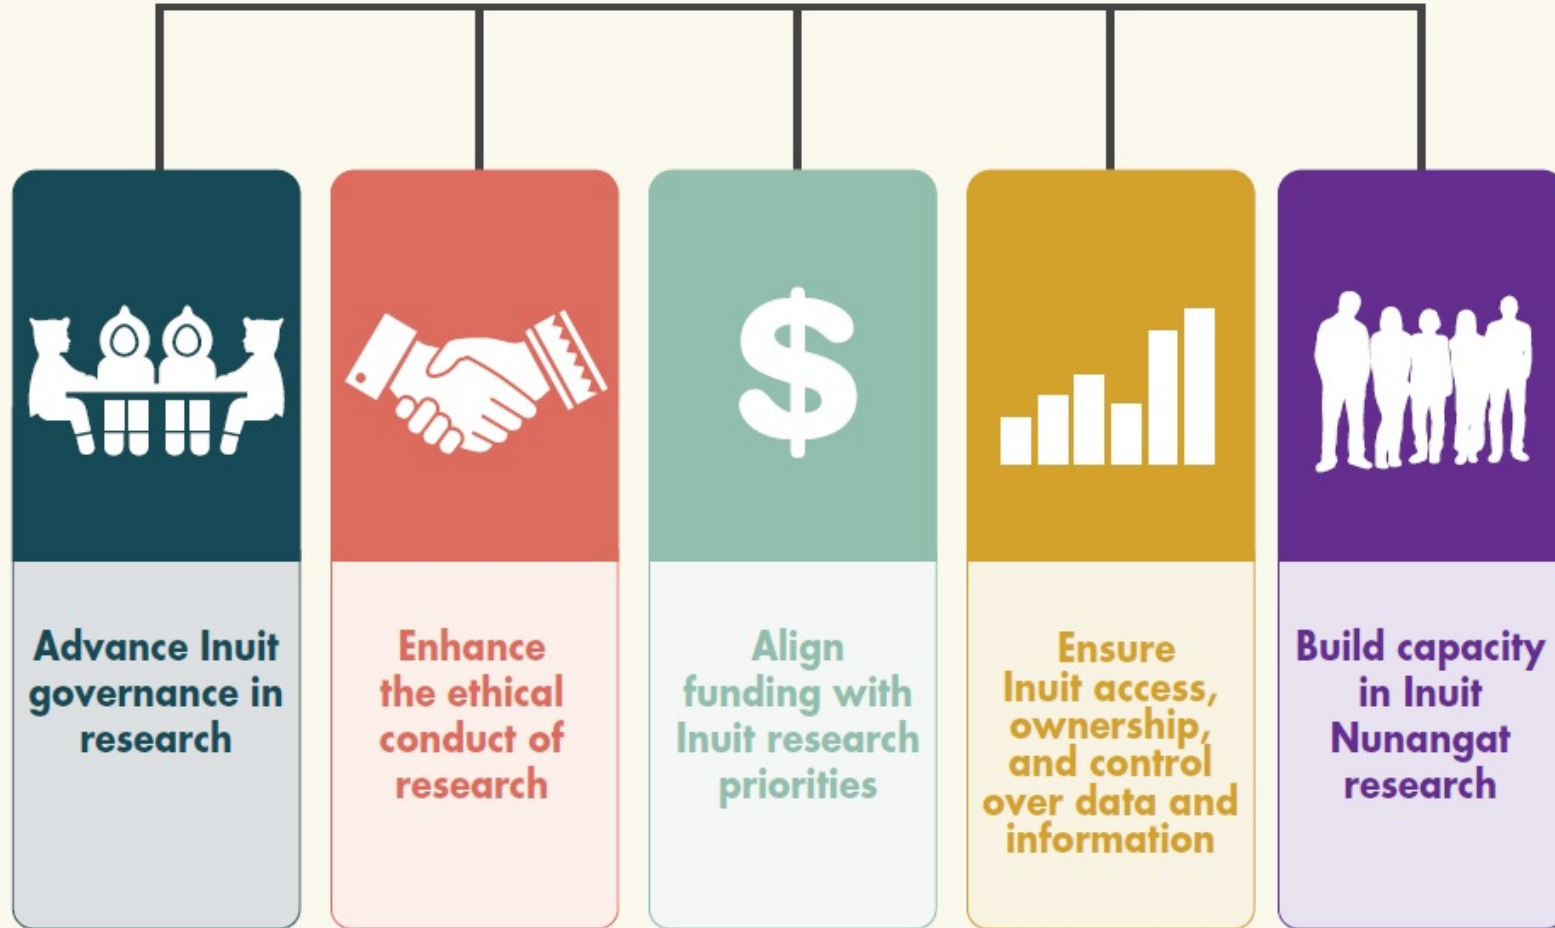 Advance Inuit
governance in
research
Enhance
the ethical
conduct of
research
Align
funding with
Inuit research
priorities
Ensure
Inuit access,
ownership,
and control
over data and
information
Build capacity
in Inuit
Nunangat
research